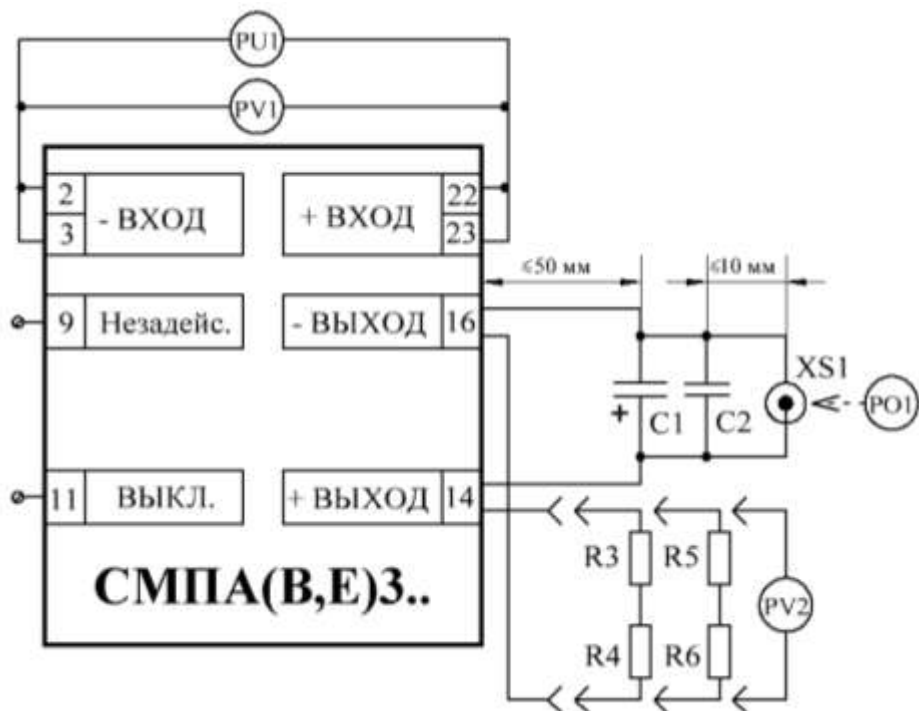 PU1
PV1
2
3
- ВХОД
+ ВХОД
22
23
≤50 мм
≤10 мм
9
Незадейс.
- ВЫХОД
16
XS1
PO1
+
C1
C2
11
ВЫКЛ.
+ ВЫХОД
14
R3
R5
PV2
R4
R6
СМПА(В,Е)3..